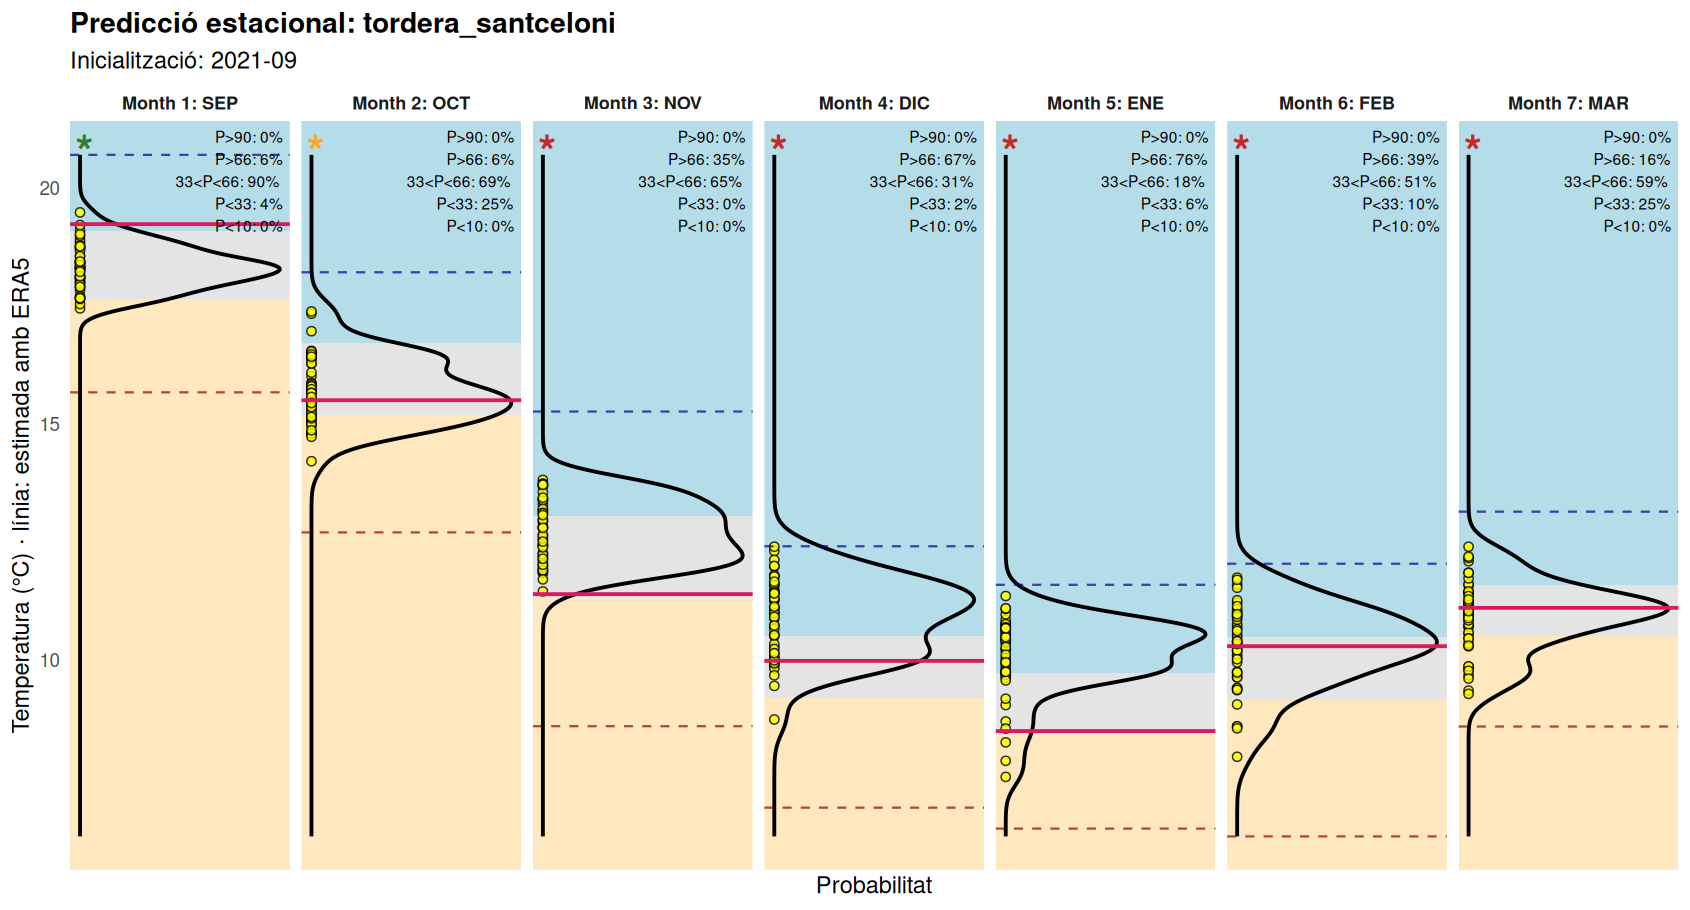 Predicció estacional: tordera_santceloni
Inicialització: 2021-09
Month 1: SEP
Month 2: OCT
Month 3: NOV
Month 4: DIC
Month 5: ENE
Month 6: FEB
Month 7: MAR
*
P>90: 0%
P>66: 6%
33<P<66: 90%
P<33: 4%
P<10: 0%
*
P>90: 0%
P>66: 6%
33<P<66: 69%
P<33: 25%
P<10: 0%
*
P>90: 0%
P>66: 35%
33<P<66: 65%
P<33: 0%
P<10: 0%
*
P>90: 0%
P>66: 67%
33<P<66: 31%
P<33: 2%
P<10: 0%
*
P>90: 0%
P>66: 76%
33<P<66: 18%
P<33: 6%
P<10: 0%
*
P>90: 0%
P>66: 39%
33<P<66: 51%
P<33: 10%
P<10: 0%
*
P>90: 0%
P>66: 16%
33<P<66: 59%
P<33: 25%
P<10: 0%
20
15
10
Temperatura (°C) · línia: estimada amb ERA5
Probabilitat